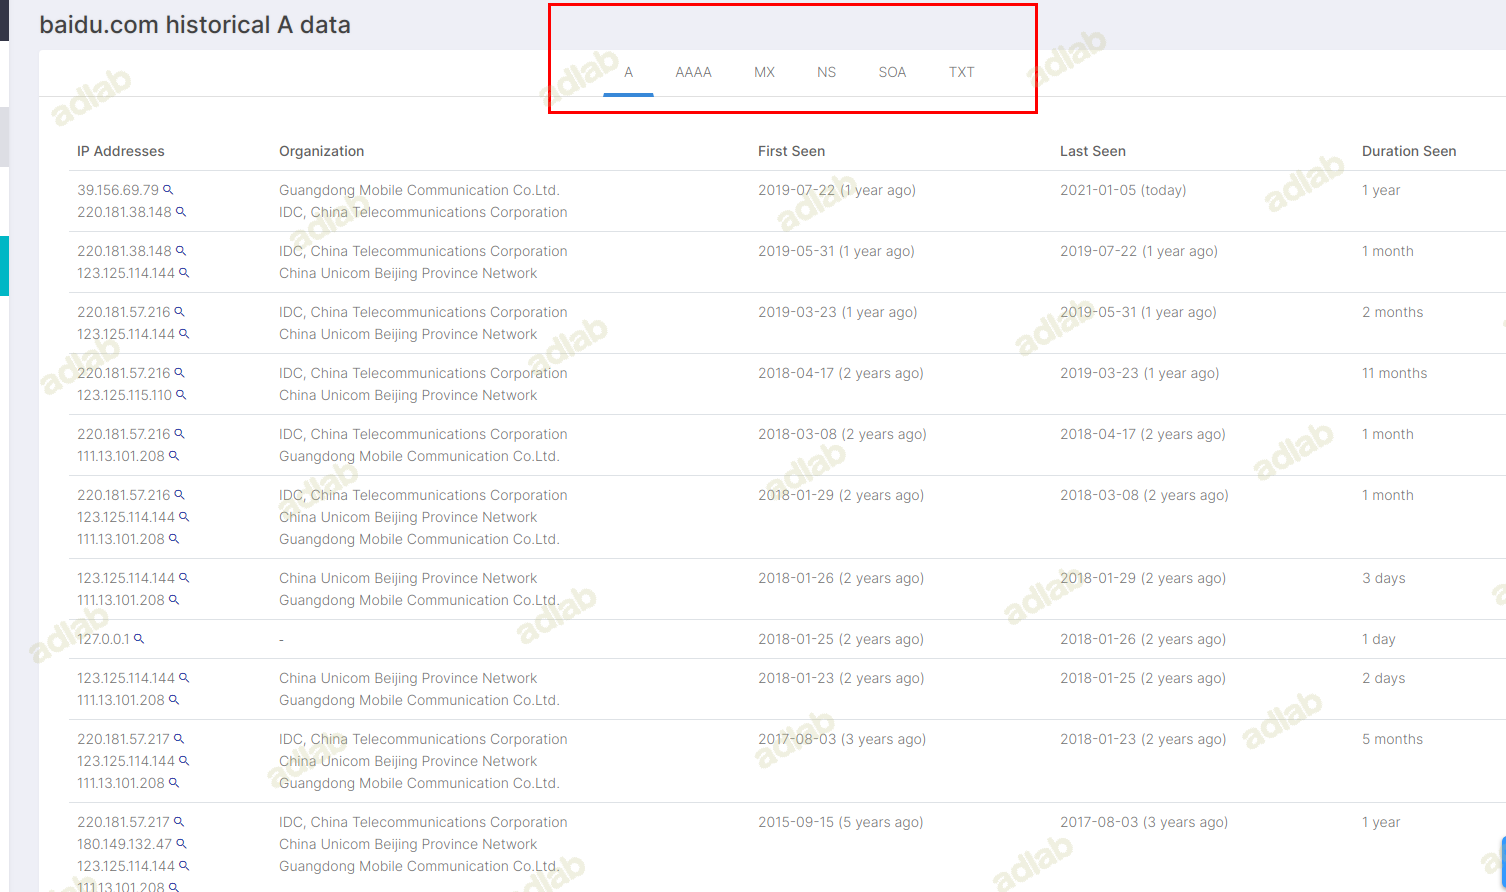 baidu.com historical A data
A AAAA MX NS SOA TXT
IP Addresses Organization First Seen Last Seen Duration Seen
39.156.69.79 Guangdong Mobile Communication Co.Ltd. 2019-07-22 (1 year ago) 2021-01-05 (today) 1 year
220.181.38.148 IDC, China Telecommunications Corporation
220.181.38.148 IDC, China Telecommunications Corporation 2019-05-31 (1 year ago) 2019-07-22 (1 year ago) 1 month
123.125.114.144 China Unicom Beijing Province Network
220.181.57.216 IDC, China Telecommunications Corporation 2019-03-23 (1 year ago) 2019-05-31 (1 year ago) 2 months
123.125.114.144 China Unicom Beijing Province Network
220.181.57.216 IDC, China Telecommunications Corporation 2018-04-17 (2 years ago) 2019-03-23 (1 year ago) 11 months
123.125.115.110 China Unicom Beijing Province Network
220.181.57.216 IDC, China Telecommunications Corporation 2018-03-08 (2 years ago) 2018-04-17 (2 years ago) 1 month
111.13.101.208 Guangdong Mobile Communication Co.Ltd.
220.181.57.216 IDC, China Telecommunications Corporation 2018-01-29 (2 years ago) 2018-03-08 (2 years ago) 1 month
123.125.114.144 China Unicom Beijing Province Network
111.13.101.208 Guangdong Mobile Communication Co.Ltd.
123.125.114.144 China Unicom Beijing Province Network 2018-01-26 (2 years ago) 2018-01-29 (2 years ago) 3 days
111.13.101.208 Guangdong Mobile Communication Co.Ltd.
127.0.0.1 - 2018-01-25 (2 years ago) 2018-01-26 (2 years ago) 1 day
123.125.114.144 China Unicom Beijing Province Network 2018-01-23 (2 years ago) 2018-01-25 (2 years ago) 2 days
111.13.101.208 Guangdong Mobile Communication Co.Ltd.
220.181.57.217 IDC, China Telecommunications Corporation 2017-08-03 (3 years ago) 2018-01-23 (2 years ago) 5 months
123.125.114.144 China Unicom Beijing Province Network
111.13.101.208 Guangdong Mobile Communication Co.Ltd.
220.181.57.217 IDC, China Telecommunications Corporation 2015-09-15 (5 years ago) 2017-08-03 (3 years ago) 1 year
180.149.132.47 China Unicom Beijing Province Network
123.125.114.144 Guangdong Mobile Communication Co.Ltd.
111.13.101.208
adlab